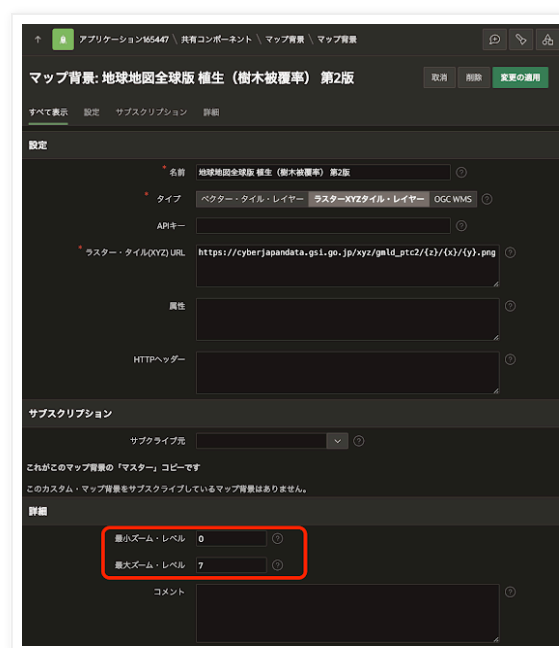 アプリケーション165447 \ 共有コンポーネント \ マップ背景 \ マップ背景
マップ背景: 地球地図全球版 植生（樹木被覆率） 第2版
取消 削除 変更の適用
すべて表示 設定 サブスクリプション 詳細
設定
* 名前 地球地図全球版 植生（樹木被覆率） 第2版
* タイプ ベクター・タイル・レイヤー ラスターXYZタイル・レイヤー OGC WMS
APIキー
* ラスター・タイル(XYZ) URL https://cyberjapandata.gsi.go.jp/xyz/gmld_ptc2/{z}/{x}/{y}.png
属性
HTTPヘッダー
サブスクリプション
サブクライブ元
これがこのマップ背景の「マスター」コピーです
このカスタム・マップ背景をサブスクライブしているマップ背景はありません。
詳細
最小ズーム・レベル 0
最大ズーム・レベル 7
コメント